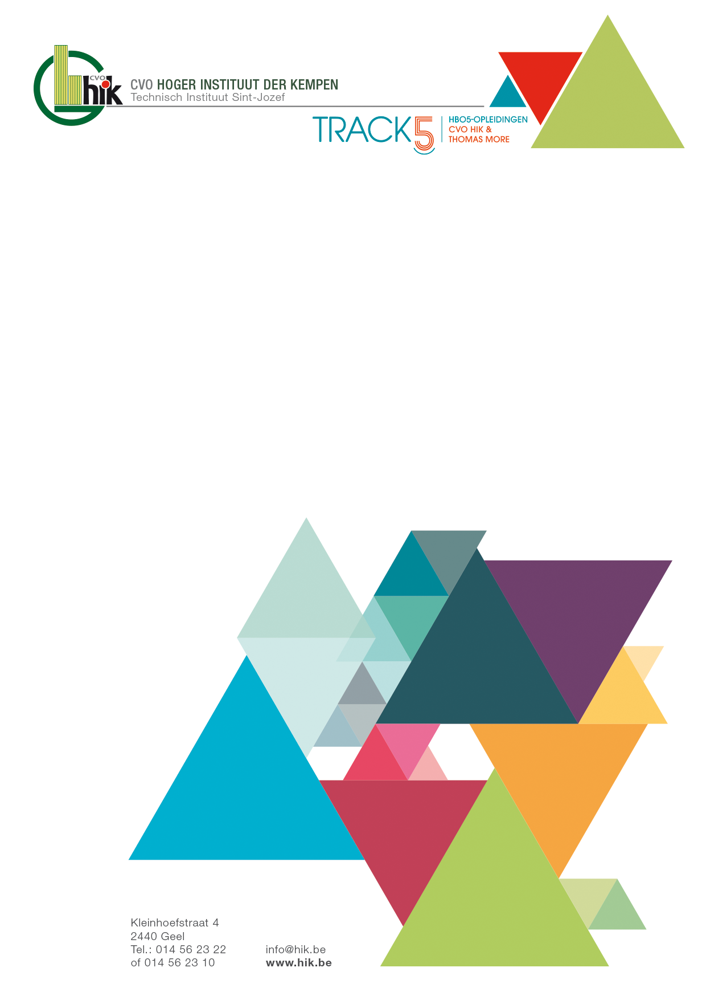 CVO
hik
CVO HOGER INSTITUUT DER KEMPEN
Technisch Instituut Sint-Jozef
TRACK5
HBO5-OPLEIDINGEN
CVO HIK &
THOMAS MORE
Kleinhoefstraat 4
2440 Geel
Tel.: 014 56 23 22
of 014 56 23 10
info@hik.be
www.hik.be